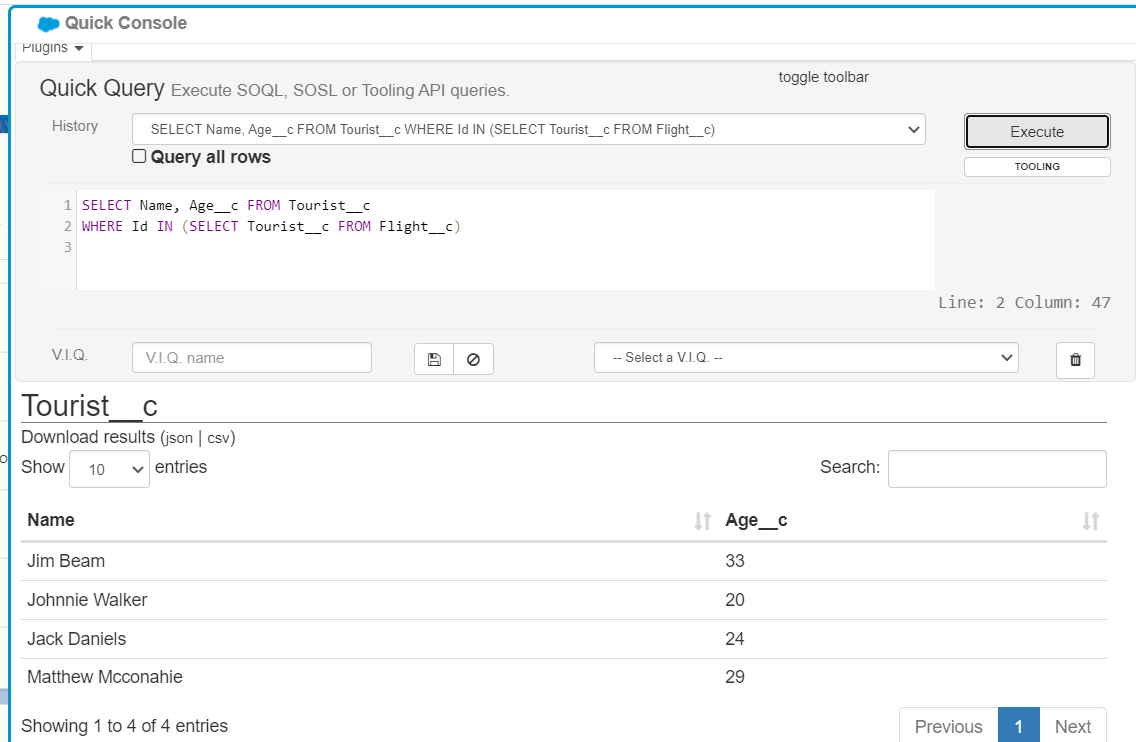 Quick Console
Plugins
toggle toolbar
Quick Query Execute SOQL, SOSL or Tooling API queries.
History
SELECT Name, Age__c FROM Tourist__c WHERE Id IN (SELECT Tourist__c FROM Flight__c)
Execute
Query all rows
TOOLING
1 SELECT Name, Age__c FROM Tourist__c
2 WHERE Id IN (SELECT Tourist__c FROM Flight__c)
3
Line: 2 Column: 47
V.I.Q.
V.I.Q. name
-- Select a V.I.Q. --
Tourist__c
Download results (json | csv)
Show 10 entries
Search:
Name Age__c
Jim Beam 33
Johnnie Walker 20
Jack Daniels 24
Matthew Mcconahie 29
Showing 1 to 4 of 4 entries
Previous 1 Next